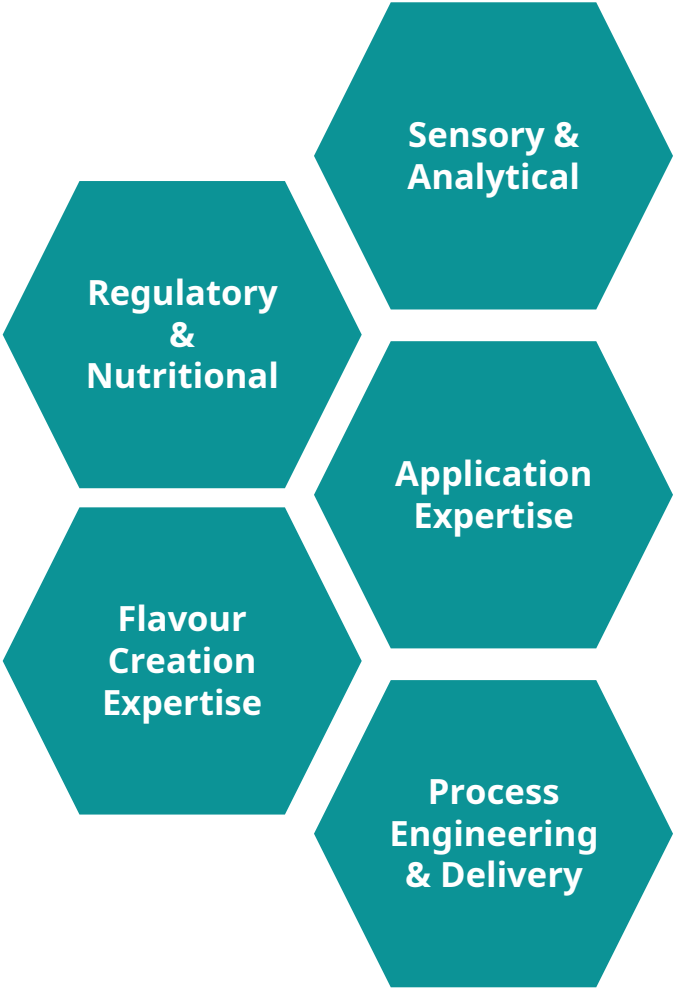 Sensory &
Analytical
Regulatory
&
Nutritional
Application
Expertise
Flavour
Creation
Expertise
Process
Engineering
& Delivery